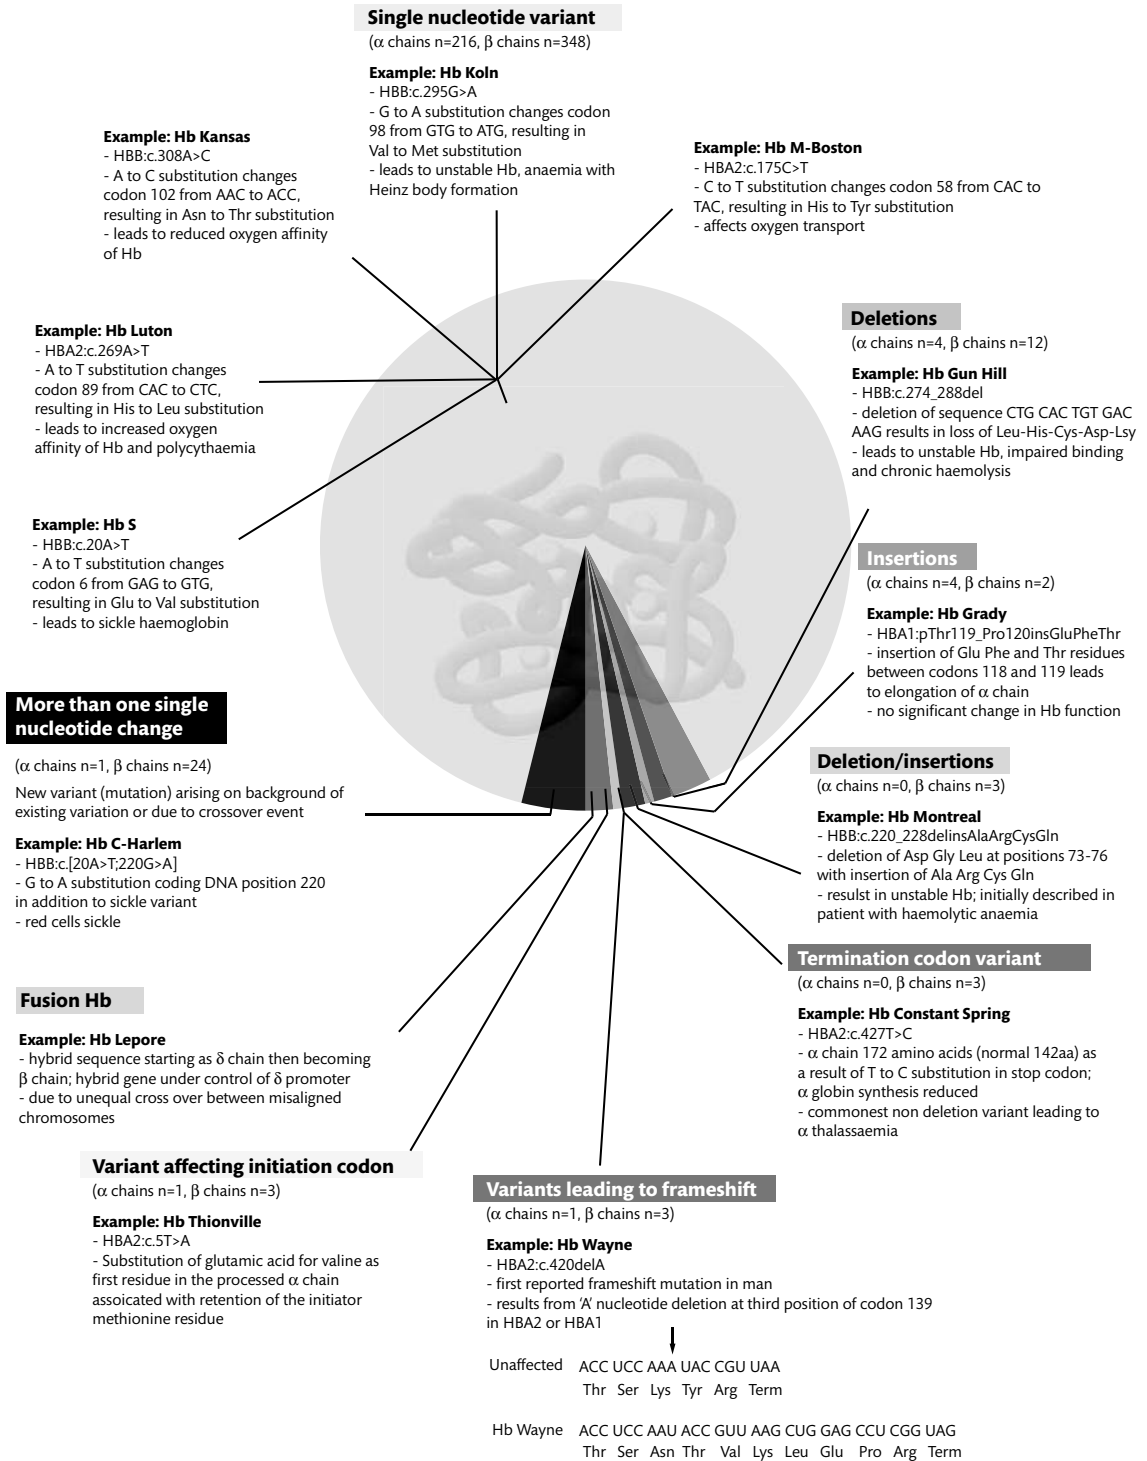 Single nucleotide variant
(α chains n=216, β chains n=348)
Example: Hb Koln
- HBB:c.295G>A
- G to A substitution changes codon
98 from GTG to ATG, resulting in
Val to Met substitution
- leads to unstable Hb, anaemia with
Heinz body formation
Example: Hb Kansas
- HBB:c.308A>C
- A to C substitution changes
codon 102 from AAC to ACC,
resulting in Asn to Thr substitution
- leads to reduced oxygen affinity
of Hb
Example: Hb M-Boston
- HBA2:c.175C>T
- C to T substitution changes codon 58 from CAC to
TAC, resulting in His to Tyr substitution
- affects oxygen transport
Example: Hb Luton
- HBA2:c.269A>T
- A to T substitution changes
codon 89 from CAC to CTC,
resulting in His to Leu substitution
- leads to increased oxygen
affinity of Hb and polycythaemia
Deletions
(α chains n=4, β chains n=12)
Example: Hb Gun Hill
- HBB:c.274_288del
- deletion of sequence CTG CAC TGT GAC
AAG results in loss of Leu-His-Cys-Asp-Lsy
- leads to unstable Hb, impaired binding
and chronic haemolysis
Example: Hb S
- HBB:c.20A>T
- A to T substitution changes
codon 6 from GAG to GTG,
resulting in Glu to Val substitution
- leads to sickle haemoglobin
Insertions
(α chains n=4, β chains n=2)
Example: Hb Grady
- HBA1:pThr119_Pro120insGluPheThr
- insertion of Glu Phe and Thr residues
between codons 118 and 119 leads
to elongation of α chain
- no significant change in Hb function
More than one single
nucleotide change
(α chains n=1, β chains n=24)
New variant (mutation) arising on background of
existing variation or due to crossover event
Example: Hb C-Harlem
- HBB:c.[20A>T;220G>A]
- G to A substitution coding DNA position 220
in addition to sickle variant
- red cells sickle
Deletion/insertions
(α chains n=0, β chains n=3)
Example: Hb Montreal
- HBB:c.220_228delinsAlaArgCysGln
- deletion of Asp Gly Leu at positions 73-76
with insertion of Ala Arg Cys Gln
- resulst in unstable Hb; initially described in
patient with haemolytic anaemia
Termination codon variant
(α chains n=0, β chains n=3)
Example: Hb Constant Spring
- HBA2:c.427T>C
- α chain 172 amino acids (normal 142aa) as
a result of T to C substitution in stop codon;
α globin synthesis reduced
- commonest non deletion variant leading to
α thalassaemia
Fusion Hb
Example: Hb Lepore
- hybrid sequence starting as δ chain then becoming
β chain; hybrid gene under control of δ promoter
- due to unequal cross over between misaligned
chromosomes
Variant affecting initiation codon
(α chains n=1, β chains n=3)
Example: Hb Thionville
- HBA2:c.5T>A
- Substitution of glutamic acid for valine as
first residue in the processed α chain
assoicated with retention of the initiator
methionine residue
Variants leading to frameshift
(α chains n=1, β chains n=3)
Example: Hb Wayne
- HBA2:c.420delA
- first reported frameshift mutation in man
- results from ‘A’ nucleotide deletion at third position of codon 139
in HBA2 or HBA1
Unaffected ACC UCC AAA UAC CGU UAA
Thr Ser Lys Tyr Arg Term
Hb Wayne ACC UCC AAU ACC GUU AAG CUG GAG CCU CGG UAG
Thr Ser Asn Thr Val Lys Leu Glu Pro Arg Term